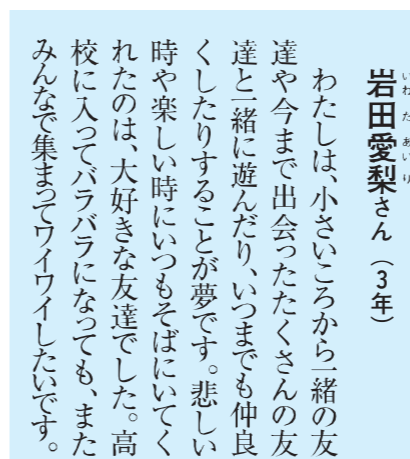 岩田愛梨さん（3年）
いわ た あい り
わたしは、小さいころから一緒の友
達や今まで出会ったたくさんの友
達と一緒に遊んだり、いつまでも仲良
くしたりすることが夢です。悲しい
時や楽しい時にいつもそばにいてく
れたのは、大好きな友達でした。高
校に入ってバラバラになっても、また
みんなで集まってワイワイしたいです。